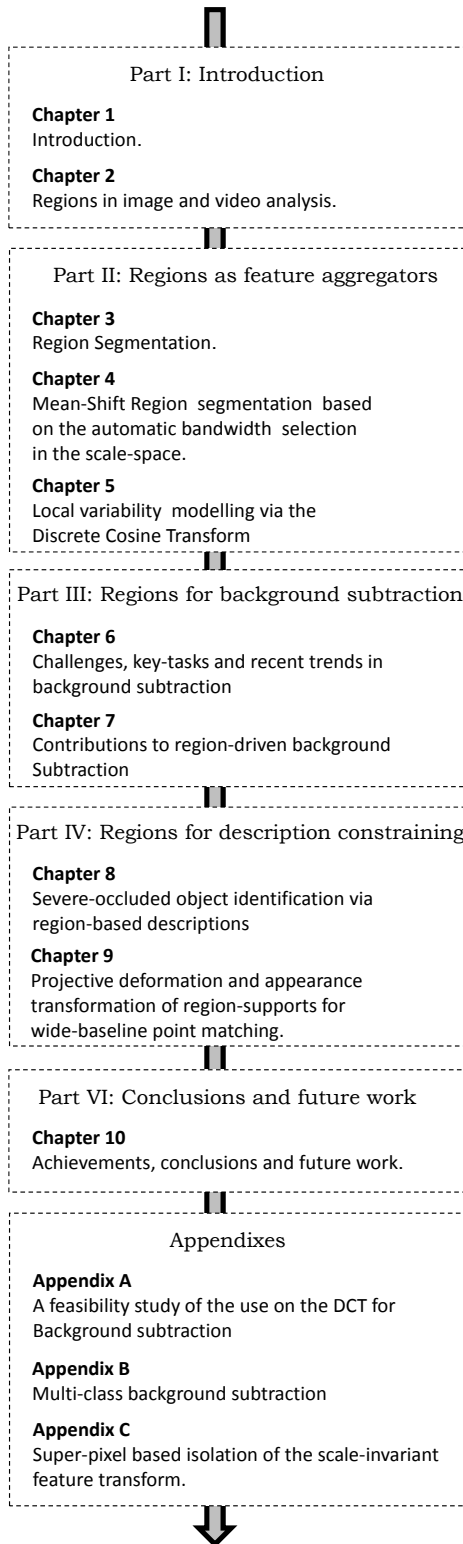 Part I: Introduction
Chapter 1
Introduction.
Chapter 2
Regions in image and video analysis.
Part II: Regions as feature aggregators
Chapter 3
Region Segmentation.
Chapter 4
Mean-Shift Region segmentation based
on the automatic bandwidth selection
in the scale-space.
Chapter 5
Local variability modelling via the
Discrete Cosine Transform
Part III: Regions for background subtraction
Chapter 6
Challenges, key-tasks and recent trends in
background subtraction
Chapter 7
Contributions to region-driven background
Subtraction
Part IV: Regions for description constraining
Chapter 8
Severe-occluded object identification via
region-based descriptions
Chapter 9
Projective deformation and appearance
transformation of region-supports for
wide-baseline point matching.
Part VI: Conclusions and future work
Chapter 10
Achievements, conclusions and future work.
Appendixes
Appendix A
A feasibility study of the use on the DCT for
Background subtraction
Appendix B
Multi-class background subtraction
Appendix C
Super-pixel based isolation of the scale-invariant
feature transform.